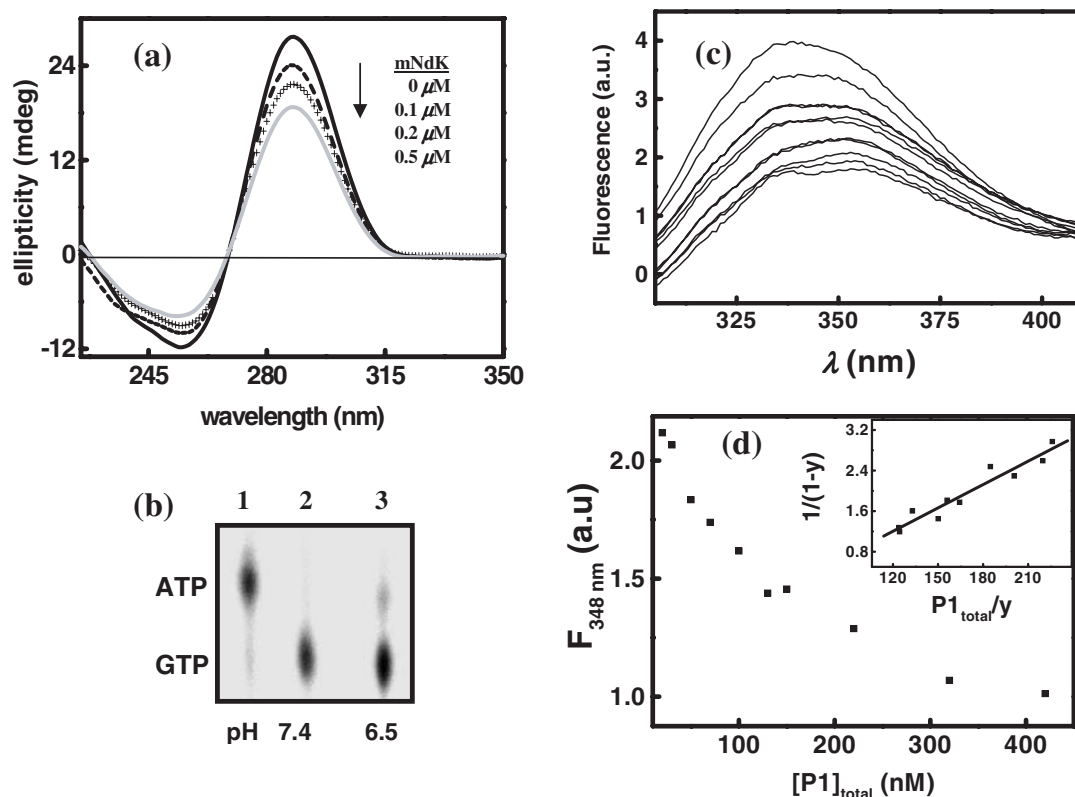 (a)
ellipticity (mdeg)
24
12
0
-12
245 280 315 350
wavelength (nm)
mNdK
0 μM
0.1 μM
0.2 μM
0.5 μM
(b)
1 2 3
ATP
GTP
pH 7.4 6.5
(c)
Fluorescence (a.u.)
4
3
2
1
0
325 350 375 400
λ (nm)
(d)
F348 nm (a.u)
2.0
1.5
1.0
100 200 300 400
[P1]total (nM)
1/(1-y)
3.2
2.4
1.6
0.8
120 150 180 210
P1total/y